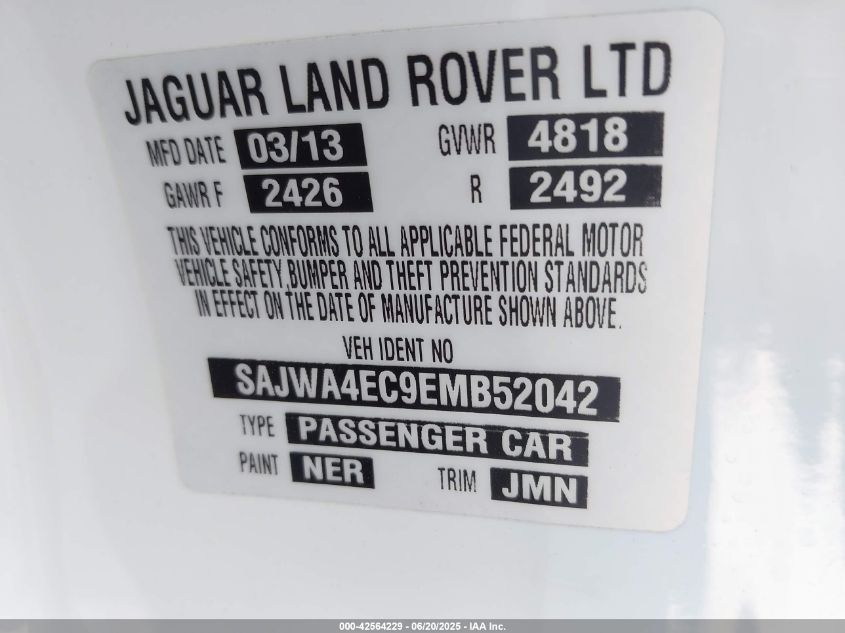 JAGUAR LAND ROVER LTD
MFD DATE 03/13 GVWR 4818
GAWR F 2426 R 2492
THIS VEHICLE CONFORMS TO ALL APPLICABLE FEDERAL MOTOR
VEHICLE SAFETY,BUMPER AND THEFT PREVENTION STANDARDS
IN EFFECT ON THE DATE OF MANUFACTURE SHOWN ABOVE.
VEH IDENT NO
SAJWA4EC9EMB52042
TYPE PASSENGER CAR
PAINT NER TRIM JMN
000-42564229 - 06/20/2025 - IAA Inc.